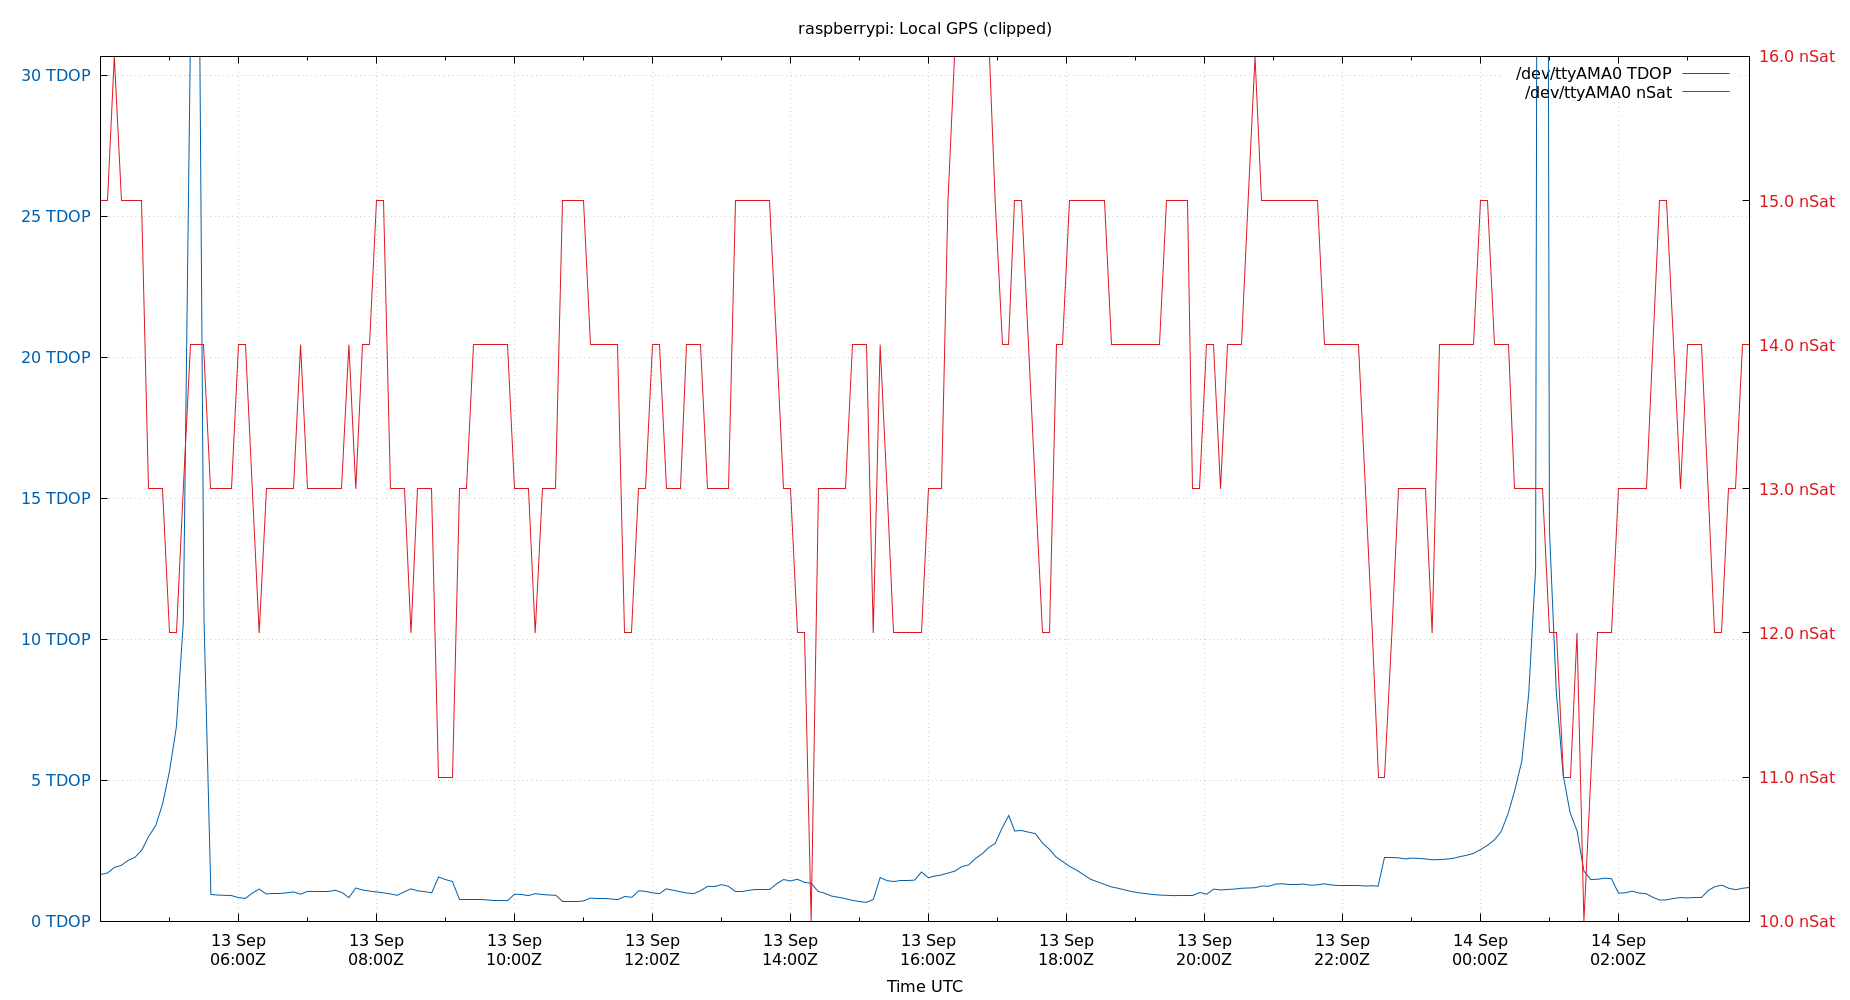 raspberrypi: Local GPS (clipped)
30 TDOP
25 TDOP
20 TDOP
15 TDOP
10 TDOP
5 TDOP
0 TDOP
16.0 nSat
15.0 nSat
14.0 nSat
13.0 nSat
12.0 nSat
11.0 nSat
10.0 nSat
/dev/ttyAMA0 TDOP
/dev/ttyAMA0 nSat
13 Sep
06:00Z
13 Sep
08:00Z
13 Sep
10:00Z
13 Sep
12:00Z
13 Sep
14:00Z
13 Sep
16:00Z
13 Sep
18:00Z
13 Sep
20:00Z
13 Sep
22:00Z
14 Sep
00:00Z
14 Sep
02:00Z
Time UTC